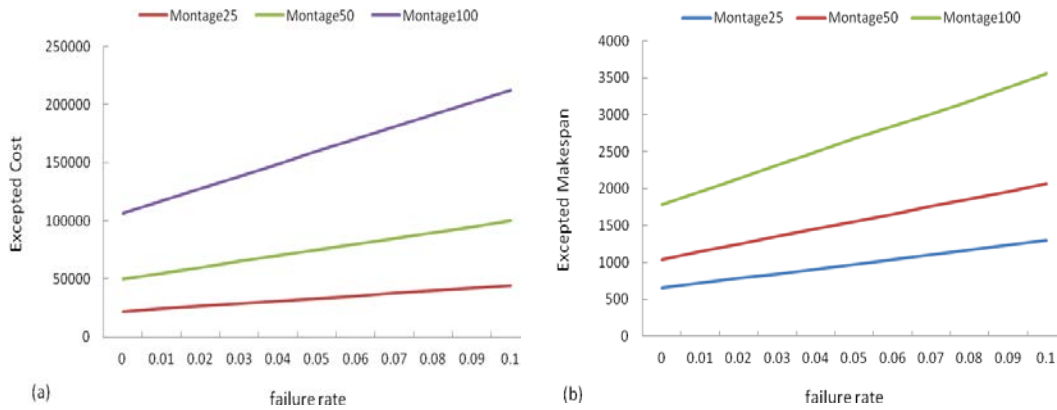 Montage25 Montage50 Montage100
250000
200000
150000
100000
50000
0
Excepted Cost
0 0.01 0.02 0.03 0.04 0.05 0.06 0.07 0.08 0.09 0.1
(a)
failure rate
Montage25 Montage50 Montage100
4000
3500
3000
2500
2000
1500
1000
500
0
Excepted Makespan
0 0.01 0.02 0.03 0.04 0.05 0.06 0.07 0.08 0.09 0.1
(b)
failure rate